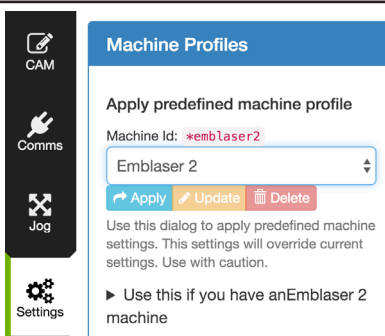 CAM
Comms
Jog
Settings
Machine Profiles
Apply predefined machine profile
Machine Id: *emblaser2
Emblaser 2
Apply Update Delete
Use this dialog to apply predefined machine
settings. This settings will override current
settings. Use with caution.
▶ Use this if you have anEmblaser 2
machine